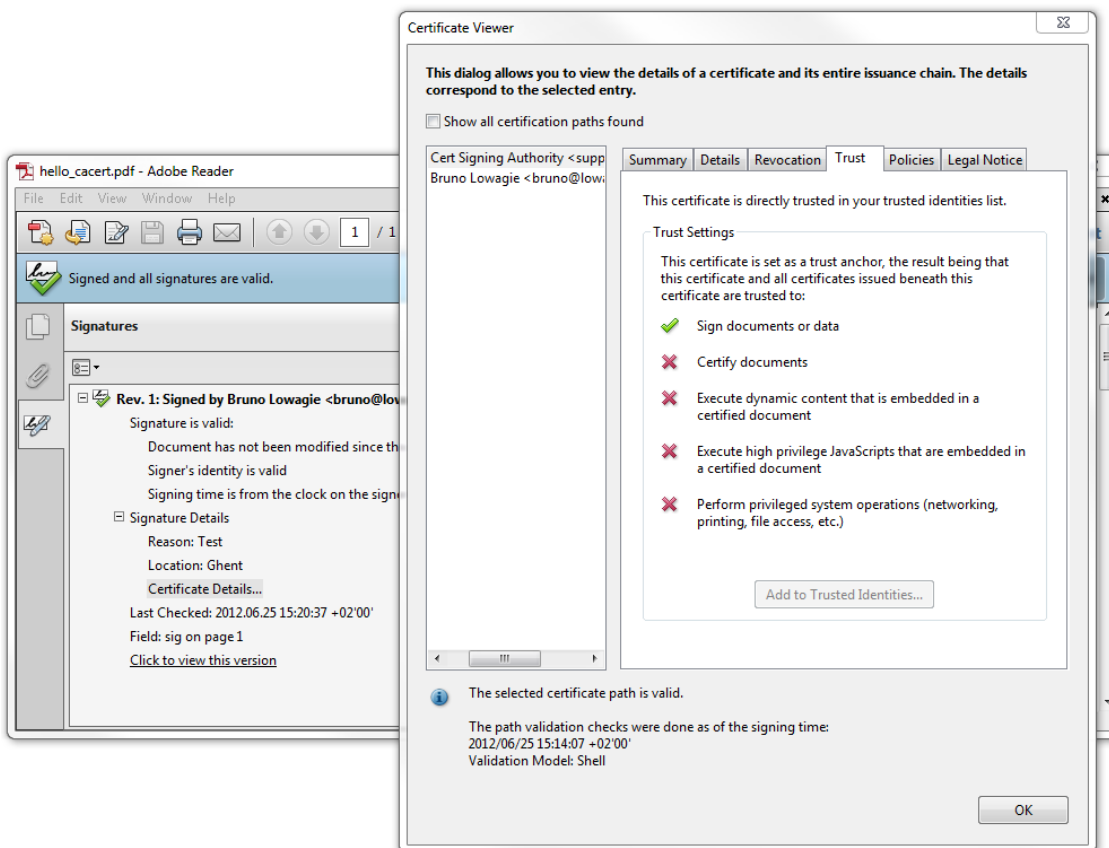 Certificate Viewer
This dialog allows you to view the details of a certificate and its entire issuance chain. The details
correspond to the selected entry.
Show all certification paths found
Cert Signing Authority <supp
Bruno Lowagie <bruno@lowa
Summary Details Revocation Trust Policies Legal Notice
This certificate is directly trusted in your trusted identities list.
Trust Settings
This certificate is set as a trust anchor, the result being that
this certificate and all certificates issued beneath this
certificate are trusted to:
Sign documents or data
Certify documents
Execute dynamic content that is embedded in a
certified document
Execute high privilege JavaScripts that are embedded in
a certified document
Perform privileged system operations (networking,
printing, file access, etc.)
Add to Trusted Identities...
The selected certificate path is valid.
The path validation checks were done as of the signing time:
2012/06/25 15:14:07 +02'00'
Validation Model: Shell
OK
hello_cacert.pdf - Adobe Reader
File Edit View Window Help
1 / 1
Signed and all signatures are valid.
Signatures
Rev. 1: Signed by Bruno Lowagie <bruno@low
Signature is valid:
Document has not been modified since th
Signer's identity is valid
Signing time is from the clock on the signe
Signature Details
Reason: Test
Location: Ghent
Certificate Details...
Last Checked: 2012.06.25 15:20:37 +02'00'
Field: sig on page 1
Click to view this version